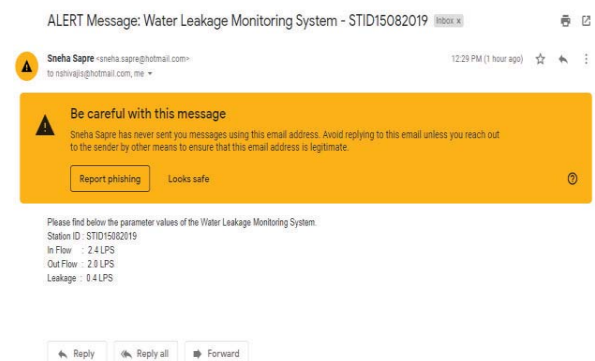 ALERT Message: Water Leakage Monitoring System - STID15082019 Inbox x
Sneha Sapre <sneha.sapre@hotmail.com> 12:29 PM (1 hour ago)
to nshivajis@hotmail.com, me
Be careful with this message
Sneha Sapre has never sent you messages using this email address. Avoid replying to this email unless you reach out
to the sender by other means to ensure that this email address is legitimate.
Report phishing Looks safe
Please find below the parameter values of the Water Leakage Monitoring System.
Station ID : STID15082019
In Flow : 2.4 LPS
Out Flow : 2.0 LPS
Leakage : 0.4 LPS
Reply Reply all Forward